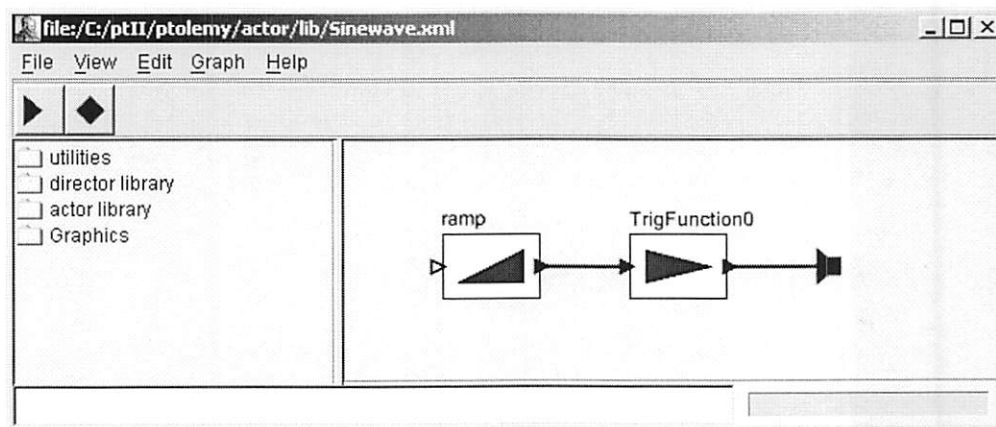 file:/C:/ptII/ptolemy/actor/lib/Sinewave.xml
File View Edit Graph Help
utilities
director library
actor library
Graphics
ramp
TrigFunction0